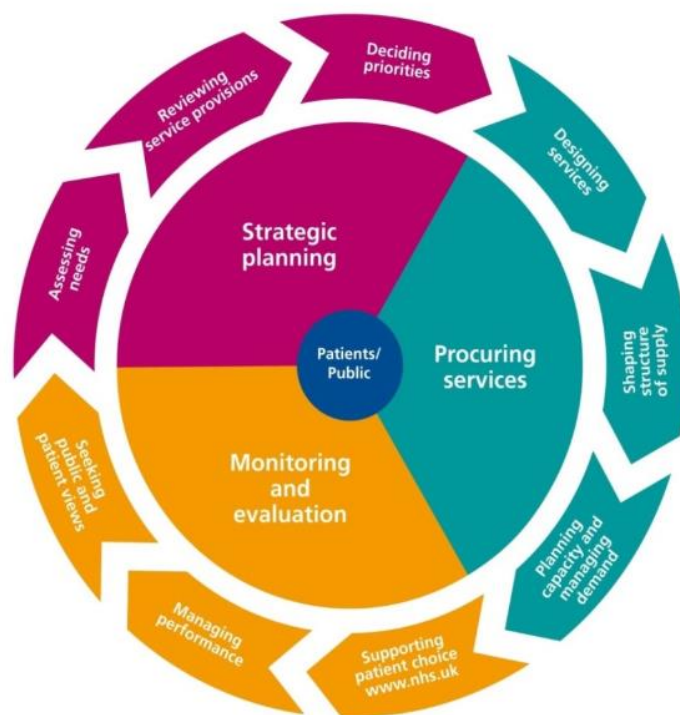 Deciding
priorities
Designing
services
Shaping
structure
of supply
Planning
capacity and
managing
demand
Supporting
patient choice
www.nhs.uk
Managing
performance
Seeking
public and
patient views
Assessing
needs
Reviewing
service provisions
Strategic
planning
Procuring
services
Monitoring
and
evaluation
Patients/
Public